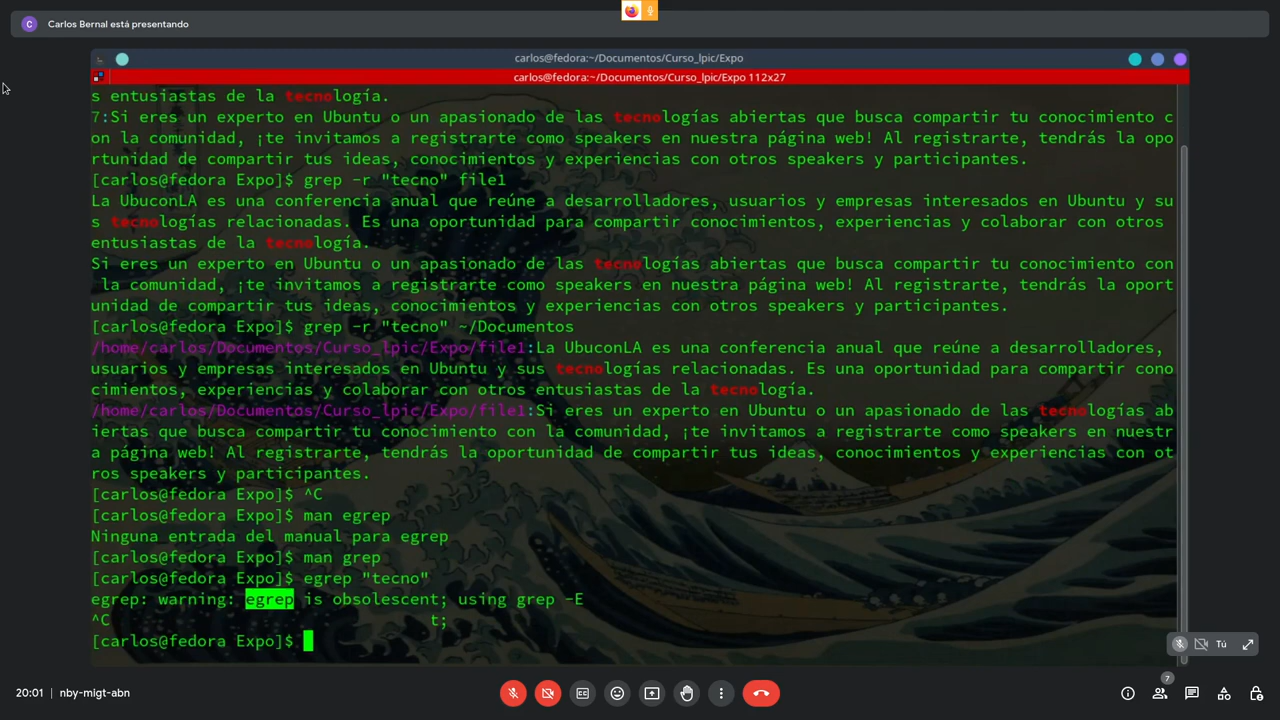 Carlos Bernal está presentando
carlos@fedora:~/Documentos/Curso_lpic/Expo
carlos@fedora:~/Documentos/Curso_lpic/Expo 112x27
s entusiastas de la tecnología.
7:Si eres un experto en Ubuntu o un apasionado de las tecnologías abiertas que busca compartir tu conocimiento c
on la comunidad, ¡te invitamos a registrarte como speakers en nuestra página web! Al registrarte, tendrás la opo
rtunidad de compartir tus ideas, conocimientos y experiencias con otros speakers y participantes.
[carlos@fedora Expo]$ grep -r "tecno" file1
La UbuconLA es una conferencia anual que reúne a desarrolladores, usuarios y empresas interesados en Ubuntu y su
s tecnologías relacionadas. Es una oportunidad para compartir conocimientos, experiencias y colaborar con otros
entusiastas de la tecnología.
Si eres un experto en Ubuntu o un apasionado de las tecnologías abiertas que busca compartir tu conocimiento con
la comunidad, ¡te invitamos a registrarte como speakers en nuestra página web! Al registrarte, tendrás la oport
unidad de compartir tus ideas, conocimientos y experiencias con otros speakers y participantes.
[carlos@fedora Expo]$ grep -r "tecno" ~/Documentos
/home/carlos/Documentos/Curso_lpic/Expo/file1:La UbuconLA es una conferencia anual que reúne a desarrolladores,
usuarios y empresas interesados en Ubuntu y sus tecnologías relacionadas. Es una oportunidad para compartir cono
cimientos, experiencias y colaborar con otros entusiastas de la tecnología.
/home/carlos/Documentos/Curso_lpic/Expo/file1:Si eres un experto en Ubuntu o un apasionado de las tecnologías ab
iertas que busca compartir tu conocimiento con la comunidad, ¡te invitamos a registrarte como speakers en nuestr
a página web! Al registrarte, tendrás la oportunidad de compartir tus ideas, conocimientos y experiencias con ot
ros speakers y participantes.
[carlos@fedora Expo]$ ^C
[carlos@fedora Expo]$ man egrep
Ninguna entrada del manual para egrep
[carlos@fedora Expo]$ man grep
[carlos@fedora Expo]$ egrep "tecno"
egrep: warning: egrep is obsolescent; using grep -E
^C t;
[carlos@fedora Expo]$
Tú
20:01 nby-migt-abn
7